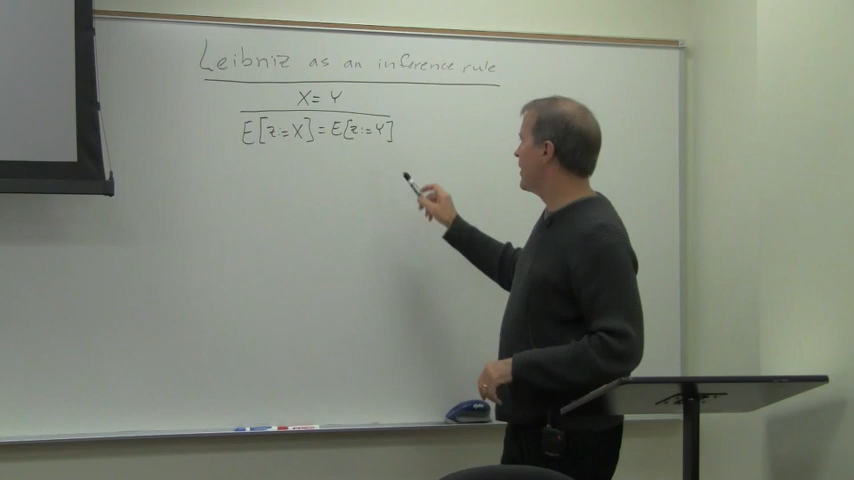 Leibniz as an inference rule
X = Y
E[z:=X] = E[z:=Y]